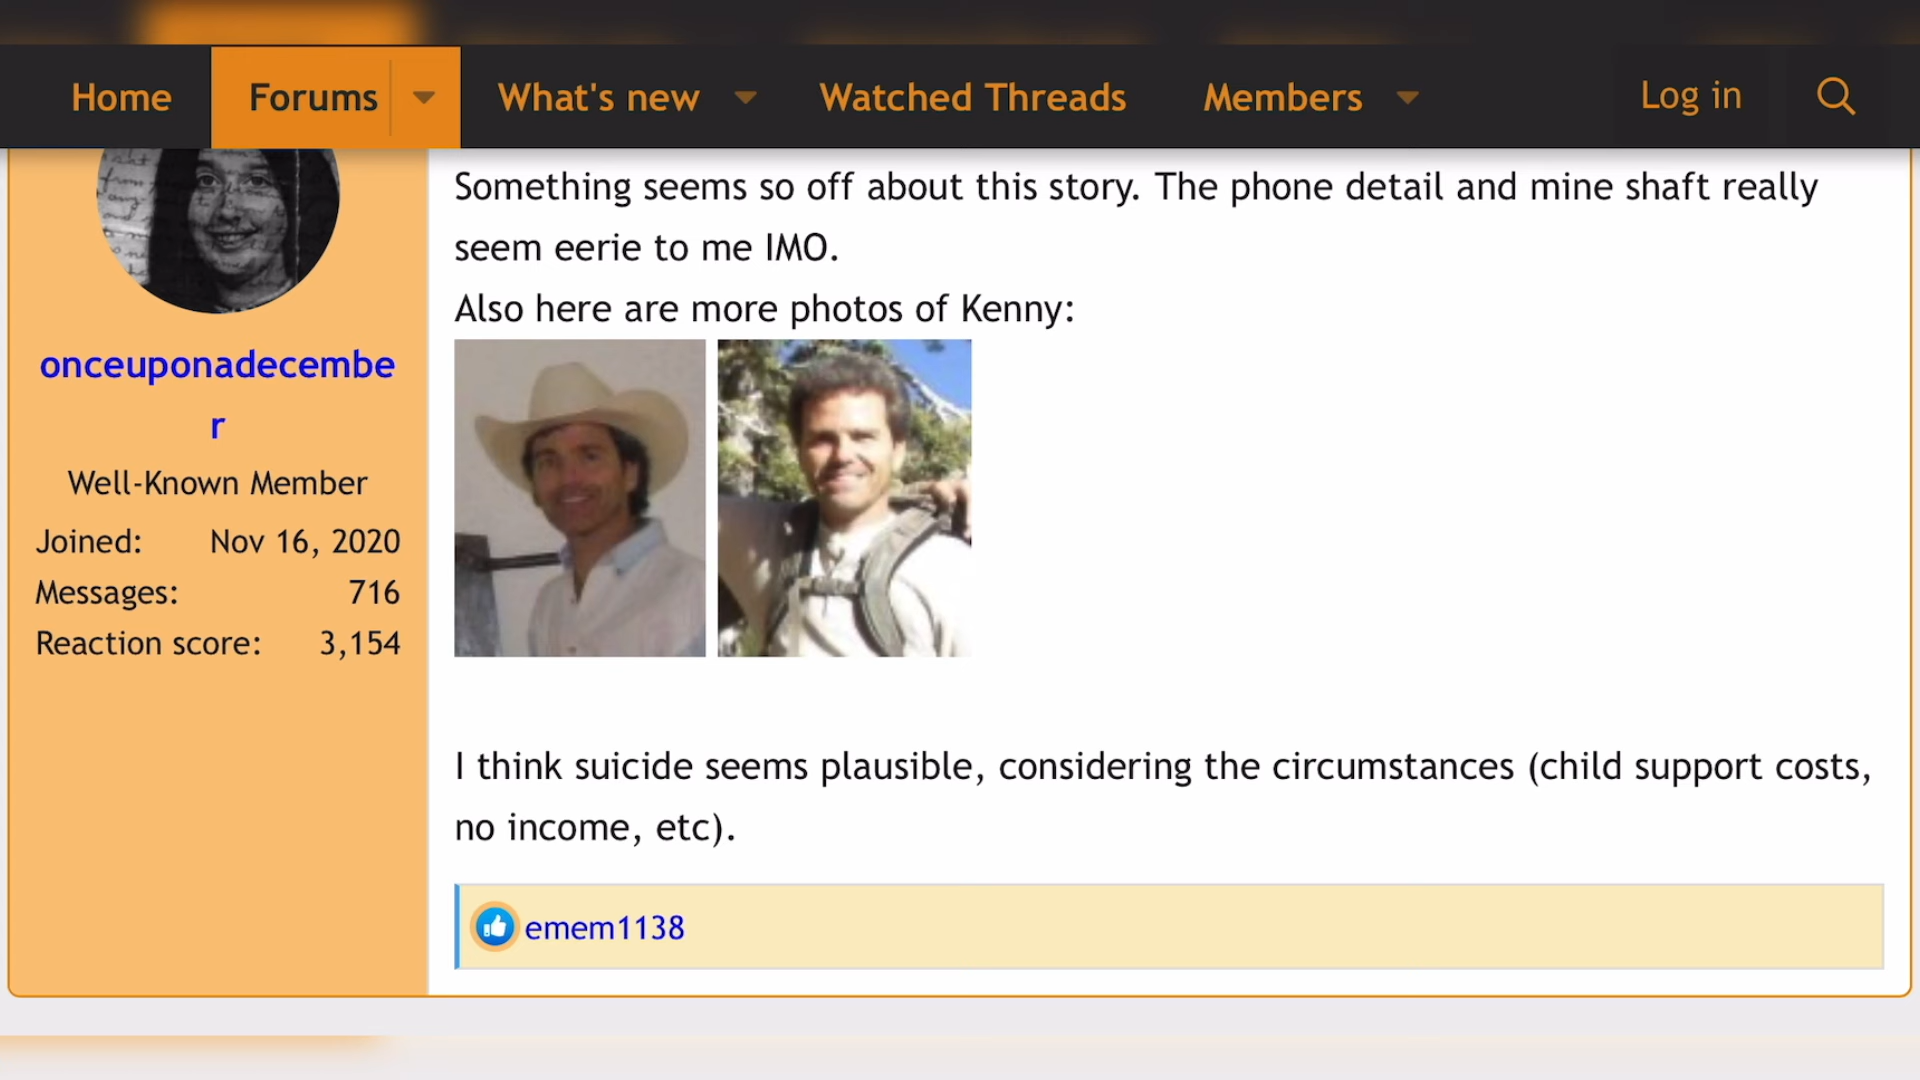 Home
Forums
What's new
Watched Threads
Members
Log in
Something seems so off about this story. The phone detail and mine shaft really
seem eerie to me IMO.
Also here are more photos of Kenny:
onceuponadecembe
r
Well-Known Member
Joined: Nov 16, 2020
Messages: 716
Reaction score: 3,154
I think suicide seems plausible, considering the circumstances (child support costs,
no income, etc).
emem1138